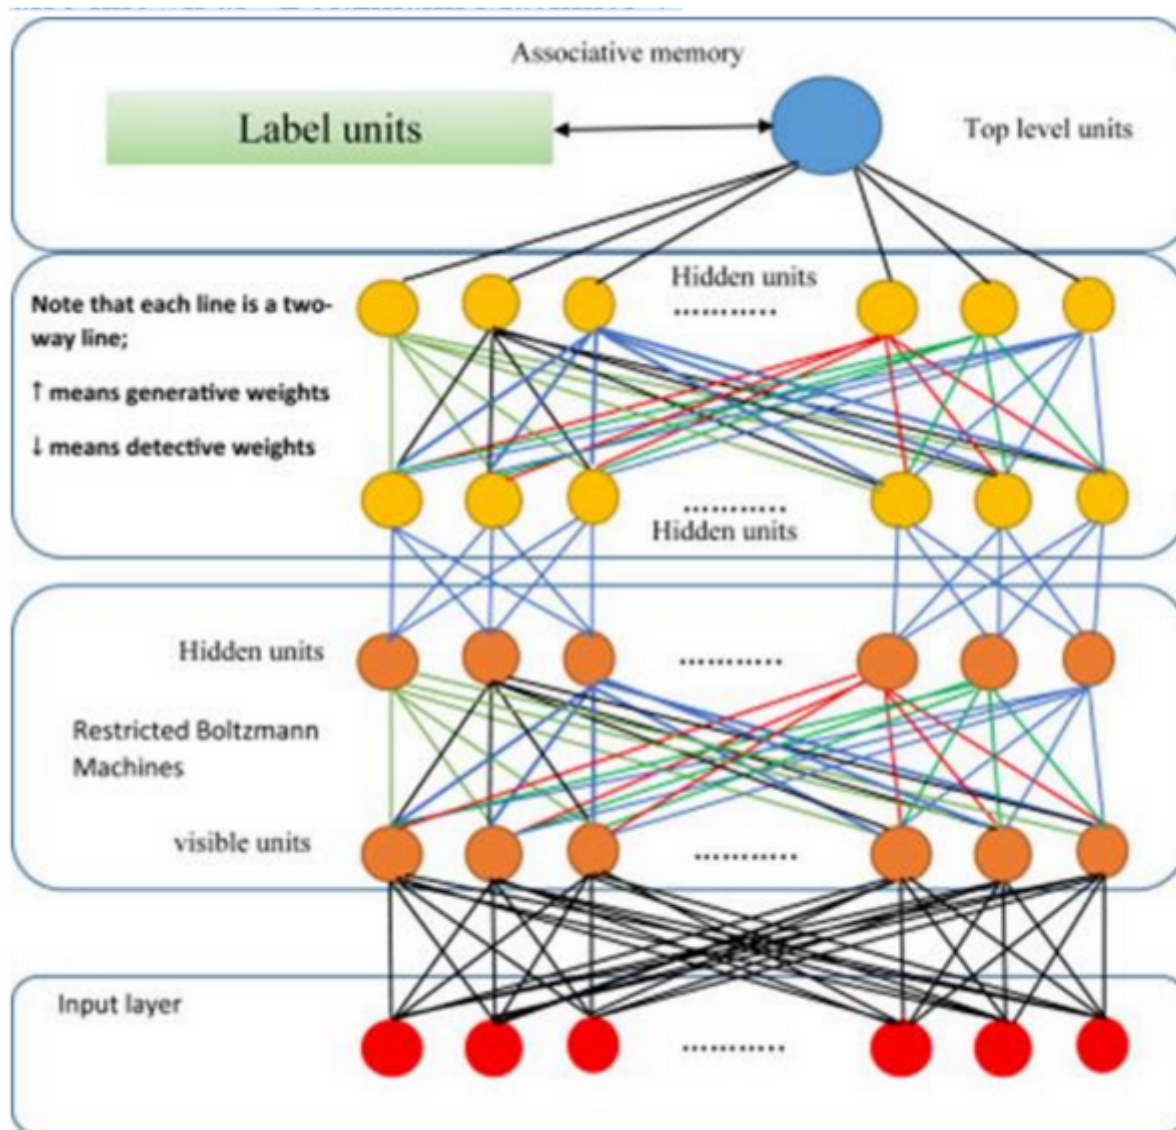 Associative memory
Label units
Top level units
Hidden units
Note that each line is a two-
way line;
............
↑ means generative weights
↓ means detective weights
............
Hidden units
Hidden units
............
Restricted Boltzmann
Machines
visible units
............
Input layer
............